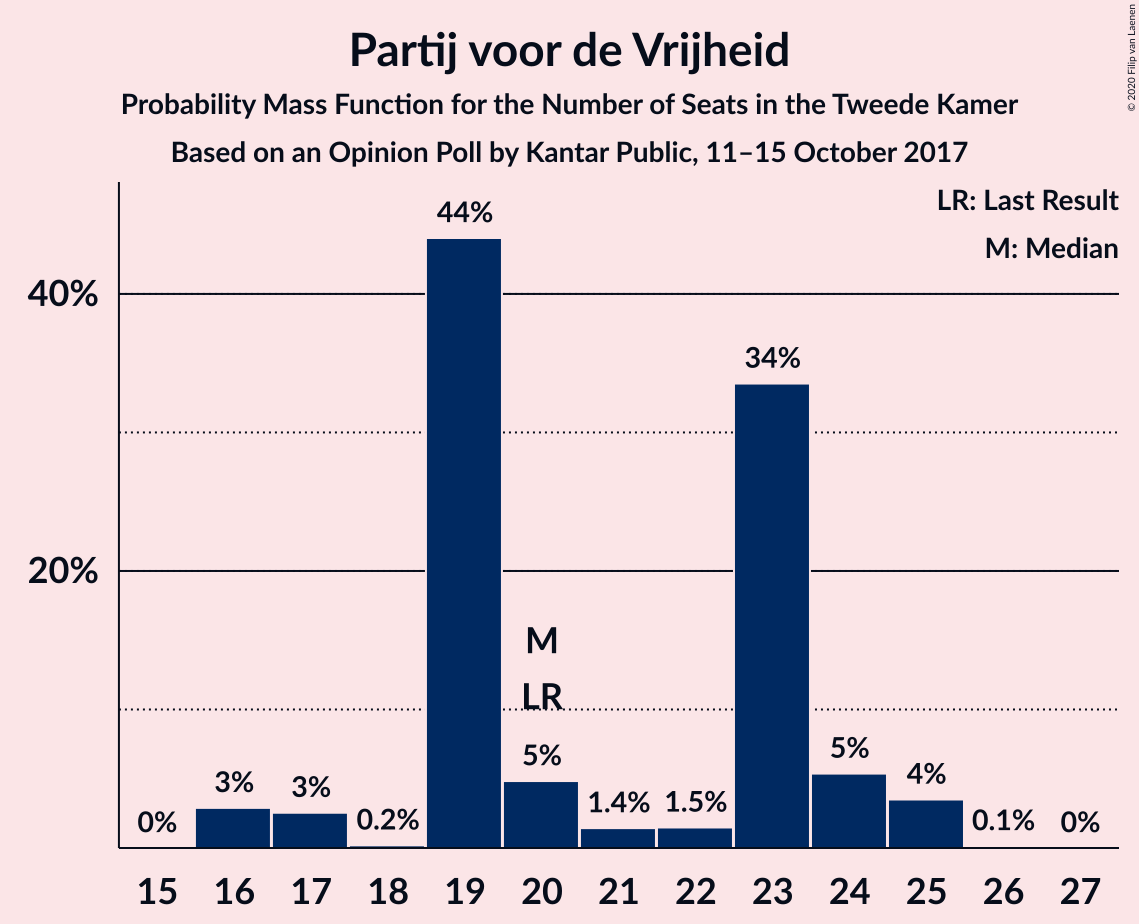 Partij voor de Vrijheid
Probability Mass Function for the Number of Seats in the Tweede Kamer
Based on an Opinion Poll by Kantar Public, 11–15 October 2017
© 2020 Filip van Laenen
LR: Last Result
M: Median
44%
40%
34%
20%
M
LR
5%
5%
4%
3%
3%
1.4%
1.5%
0%
0.2%
0.1%
0%
15 16 17 18 19 20 21 22 23 24 25 26 27